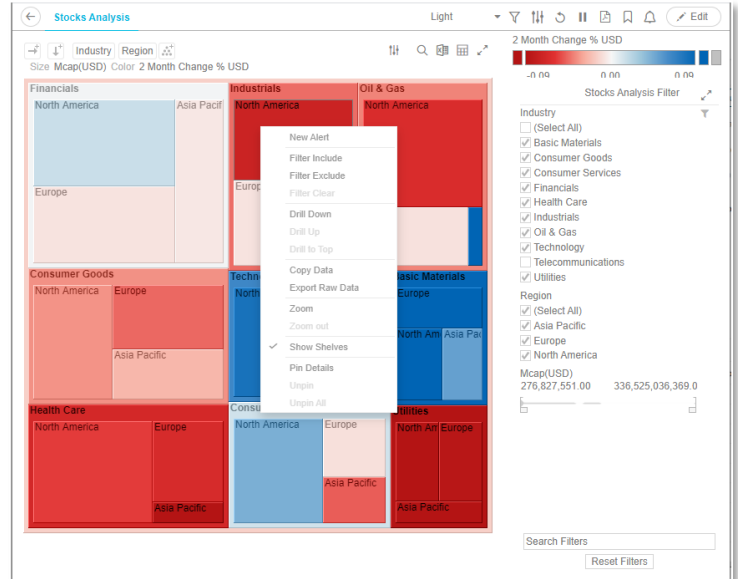 Stocks Analysis
Light
Edit
Industry Region
Size Mcap(USD) Color 2 Month Change % USD
2 Month Change % USD
-0.09 0.00 0.09
Stocks Analysis Filter
Financials
North America
Asia Pacif
Europe
Industrials
North America
Europ
Oil & Gas
North America
New Alert
Filter Include
Filter Exclude
Filter Clear
Drill Down
Drill Up
Drill to Top
Copy Data
Export Raw Data
Zoom
Zoom out
Show Shelves
Pin Details
Unpin
Unpin All
Consumer Goods
North America
Europe
Asia Pacific
Techn
North
asic Materials
Europe
North Am
Asia Pac
Health Care
North America
Europe
Asia Pacific
Consu
North America
Europe
Asia Pacific
Utilities
North Am
Europe
Asia Pacific
Industry
(Select All)
Basic Materials
Consumer Goods
Consumer Services
Financials
Health Care
Industrials
Oil & Gas
Technology
Telecommunications
Utilities
Region
(Select All)
Asia Pacific
Europe
North America
Mcap(USD)
276,827,551.00 336,525,036,369.0
Search Filters
Reset Filters